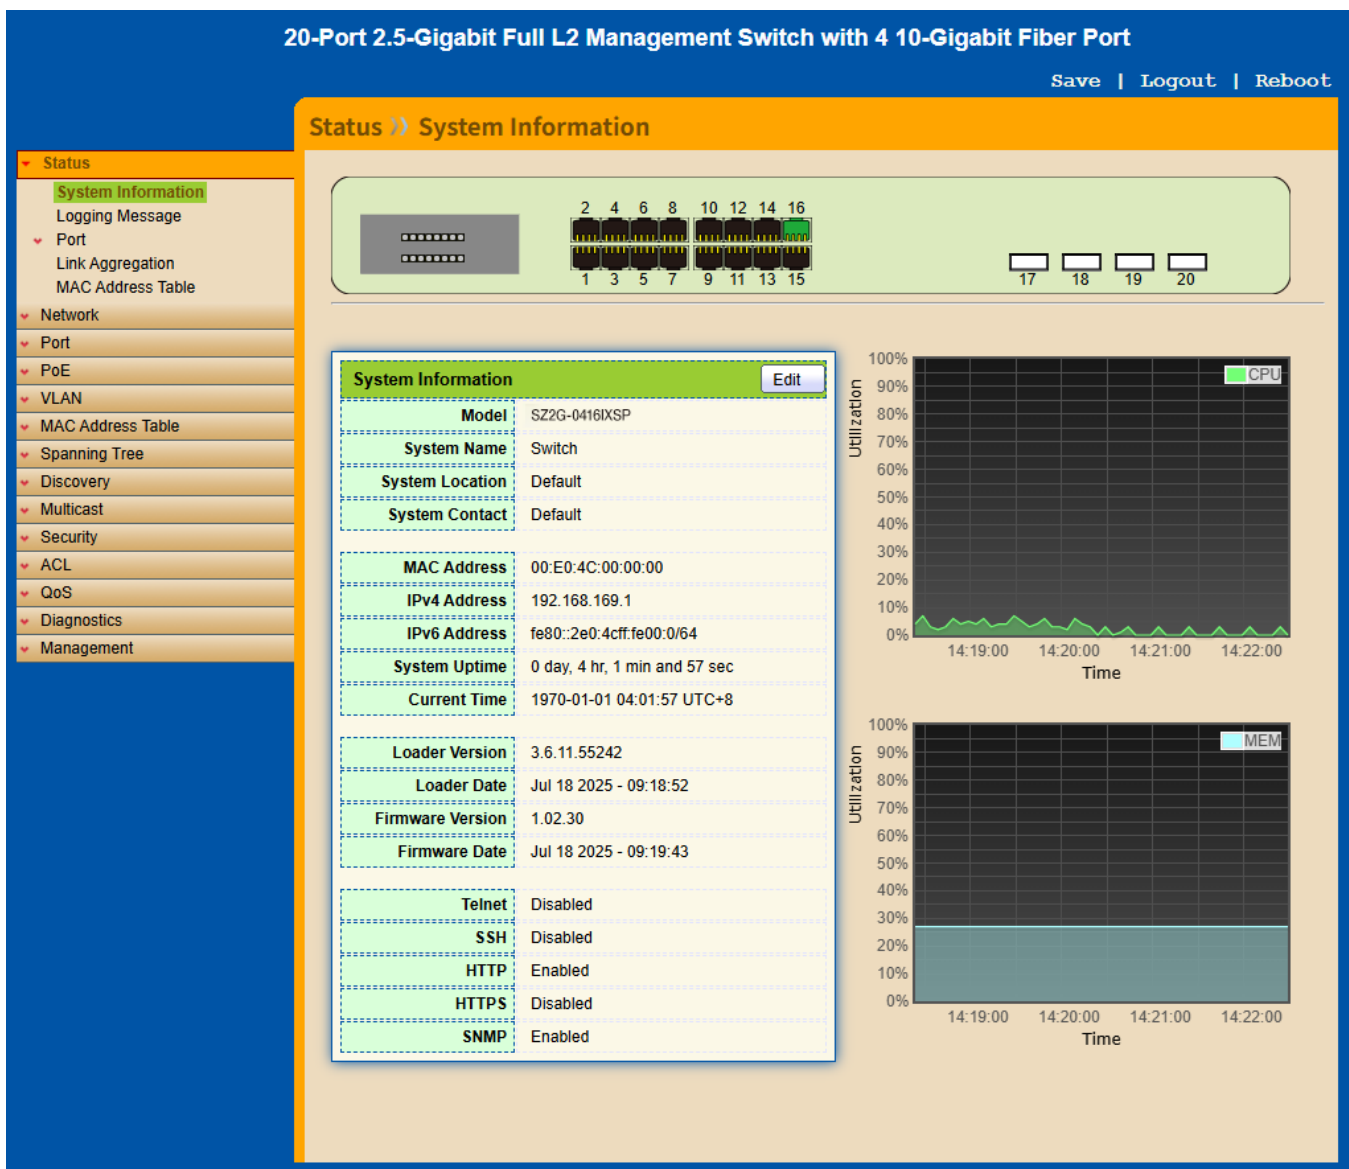 20-Port 2.5-Gigabit Full L2 Management Switch with 4 10-Gigabit Fiber Port
Save | Logout | Reboot
Status » System Information
Status
System Information
Logging Message
Port
Link Aggregation
MAC Address Table
Network
Port
PoE
VLAN
MAC Address Table
Spanning Tree
Discovery
Multicast
Security
ACL
QoS
Diagnostics
Management
2 4 6 8 10 12 14 16
1 3 5 7 9 11 13 15
17 18 19 20
System Information Edit
Model SZ2G-0416IXSP
System Name Switch
System Location Default
System Contact Default
MAC Address 00:E0:4C:00:00:00
IPv4 Address 192.168.169.1
IPv6 Address fe80::2e0:4cff:fe00:0/64
System Uptime 0 day, 4 hr, 1 min and 57 sec
Current Time 1970-01-01 04:01:57 UTC+8
Loader Version 3.6.11.55242
Loader Date Jul 18 2025 - 09:18:52
Firmware Version 1.02.30
Firmware Date Jul 18 2025 - 09:19:43
Telnet Disabled
SSH Disabled
HTTP Enabled
HTTPS Disabled
SNMP Enabled
CPU
Utilization
100%
90%
80%
70%
60%
50%
40%
30%
20%
10%
0%
14:19:00 14:20:00 14:21:00 14:22:00
Time
MEM
Utilization
100%
90%
80%
70%
60%
50%
40%
30%
20%
10%
0%
14:19:00 14:20:00 14:21:00 14:22:00
Time